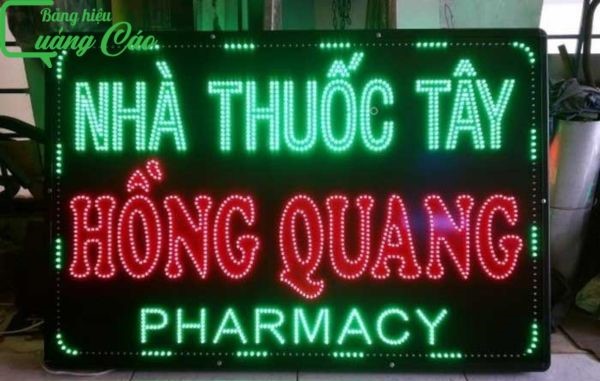 Bảng hiệu
Quảng Cáo
NHÀ THUỐC TÂY
HỒNG QUANG
PHARMACY